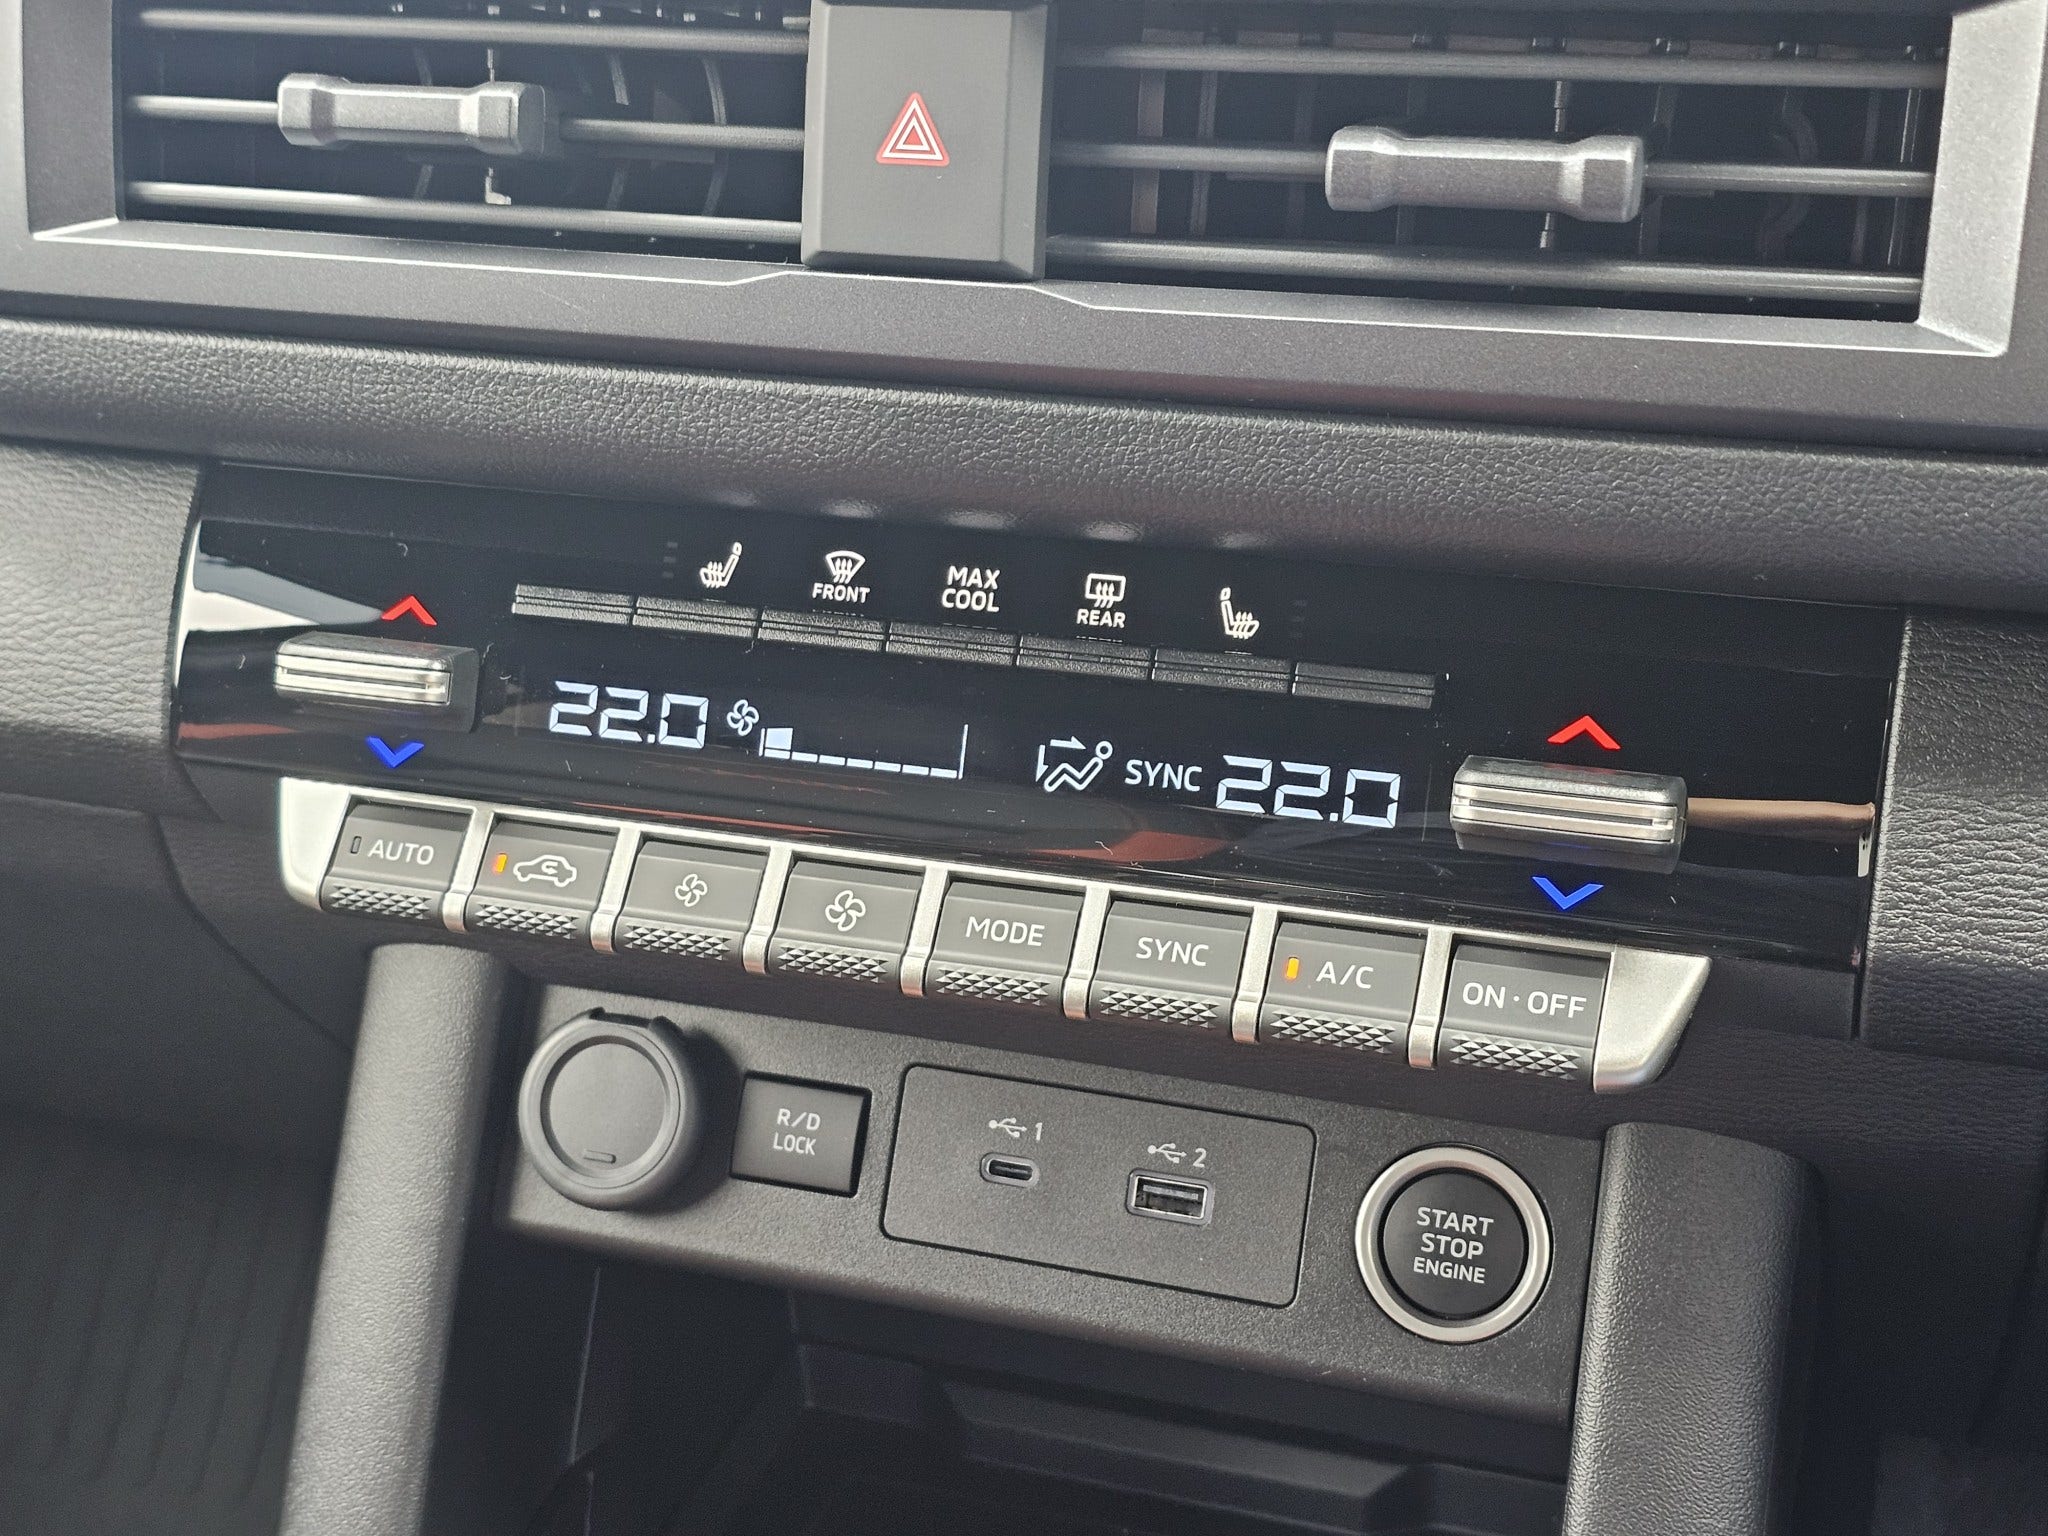 FRONT
MAX
COOL
REAR
22.0
SYNC 22.0
AUTO
MODE
SYNC
A/C
ON · OFF
R/D
LOCK
1
2
START
STOP
ENGINE